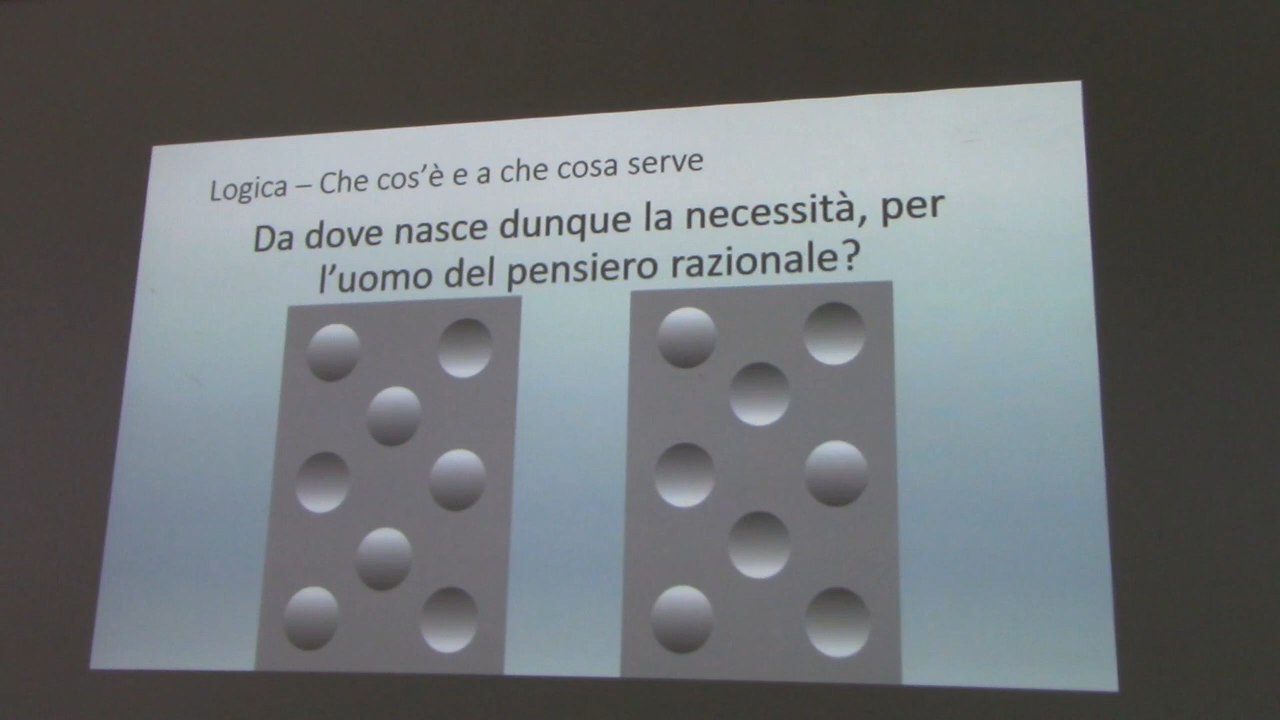 Logica – Che cos'è e a che cosa serve
Da dove nasce dunque la necessità, per
l'uomo del pensiero razionale?